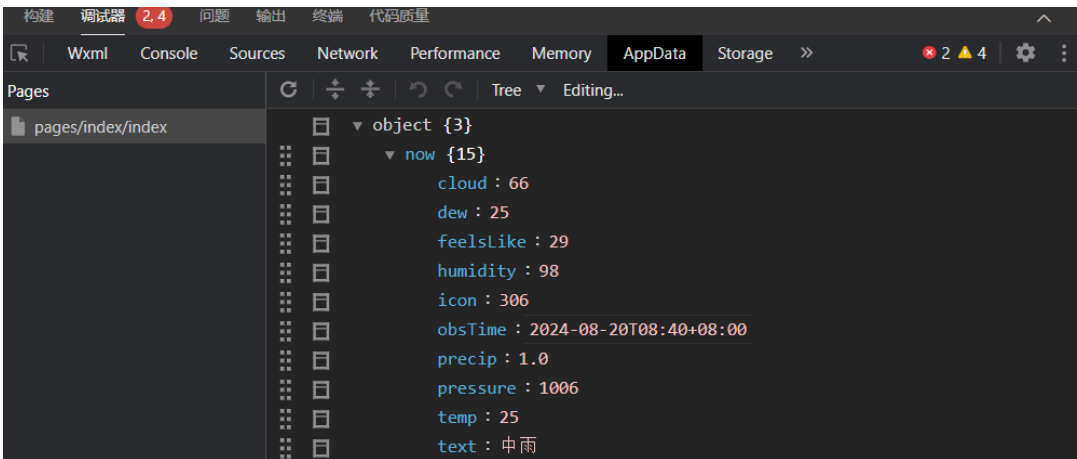 构建 调试器 2, 4 问题 输出 终端 代码质量
Wxml Console Sources Network Performance Memory AppData Storage » 2 4
Pages Tree Editing...
pages/index/index object {3}
now {15}
cloud : 66
dew : 25
feelsLike : 29
humidity : 98
icon : 306
obsTime : 2024-08-20T08:40+08:00
precip : 1.0
pressure : 1006
temp : 25
text : 中雨